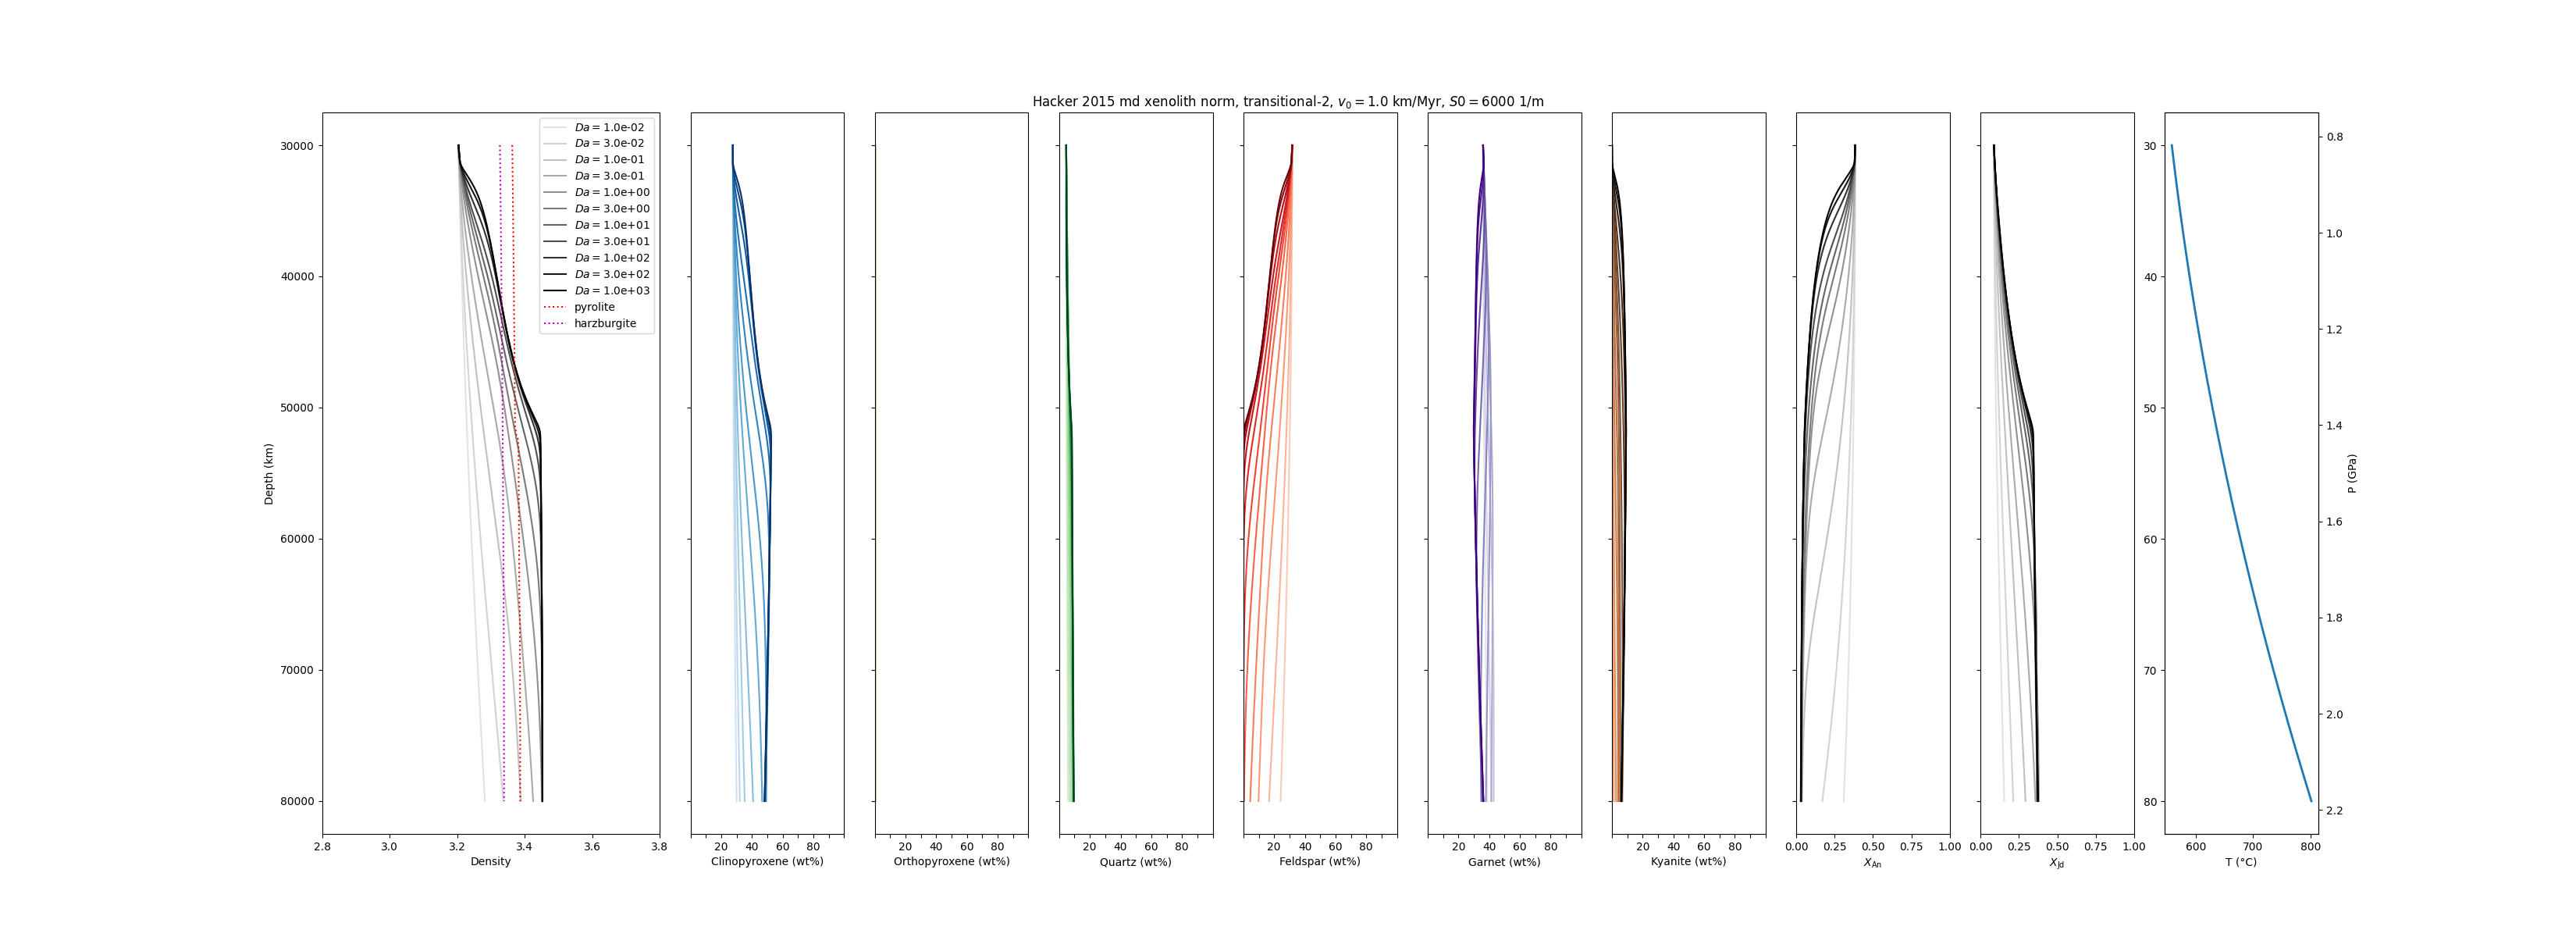 Hacker 2015 md xenolith norm, transitional-2, v₀ = 1.0 km/Myr, S0 = 6000 1/m
Da = 1.0e-02
Da = 3.0e-02
Da = 1.0e-01
Da = 3.0e-01
Da = 1.0e+00
Da = 3.0e+00
Da = 1.0e+01
Da = 3.0e+01
Da = 1.0e+02
Da = 3.0e+02
Da = 1.0e+03
pyrolite
harzburgite
30000
40000
50000
60000
70000
80000
Depth (km)
2.8 3.0 3.2 3.4 3.6 3.8
Density
20 40 60 80
Clinopyroxene (wt%)
20 40 60 80
Orthopyroxene (wt%)
20 40 60 80
Quartz (wt%)
20 40 60 80
Feldspar (wt%)
20 40 60 80
Garnet (wt%)
20 40 60 80
Kyanite (wt%)
0.00 0.25 0.50 0.75 1.00
X_An
0.00 0.25 0.50 0.75 1.00
X_Jd
30
40
50
60
70
80
600 700 800
T (°C)
0.8
1.0
1.2
1.4
1.6
1.8
2.0
2.2
P (GPa)